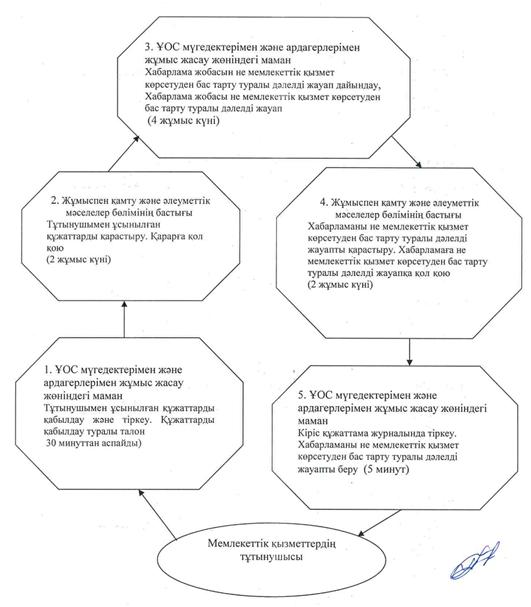 3. ҰОС мүгедектерімен және ардагерлерімен
жұмыс жасау жөніндегі маман
Хабарлама жобасын не мемлекеттік қызмет
көрсетуден бас тарту туралы дәлелді жауап дайындау,
Хабарлама жобасы не мемлекеттік қызмет көрсетуден
бас тарту туралы дәлелді жауап
(4 жұмыс күні)
2. Жұмыспен қамту және әлеуметтік
мәселелер бөлімінің бастығы
Тұтынушымен ұсынылған
құжаттарды қарастыру. Қарарға қол
қою
(2 жұмыс күні)
4. Жұмыспен қамту және әлеуметтік
мәселелер бөлімінің бастығы
Хабарламаны не мемлекеттік қызмет
көрсетуден бас тарту туралы дәлелді
жауапты қарастыру. Хабарламаға не
мемлекеттік қызмет көрсетуден бас тарту
туралы дәлелді жауапқа қол қою
(2 жұмыс күні)
1. ҰОС мүгедектерімен және
ардагерлерімен жұмыс жасау
жөніндегі маман
Тұтынушымен ұсынылған құжаттарды
қабылдау және тіркеу. Құжаттарды
қабылдау туралы талон
30 минуттан аспайды)
5. ҰОС мүгедектерімен және
ардагерлерімен жұмыс жасау жөніндегі
маман
Кіріс құжаттама журналында тіркеу.
Хабарламаны не мемлекеттік қызмет
көрсетуден бас тарту туралы дәлелді
жауапты беру (5 минут)
Мемлекеттік қызметтердің
тұтынушысы